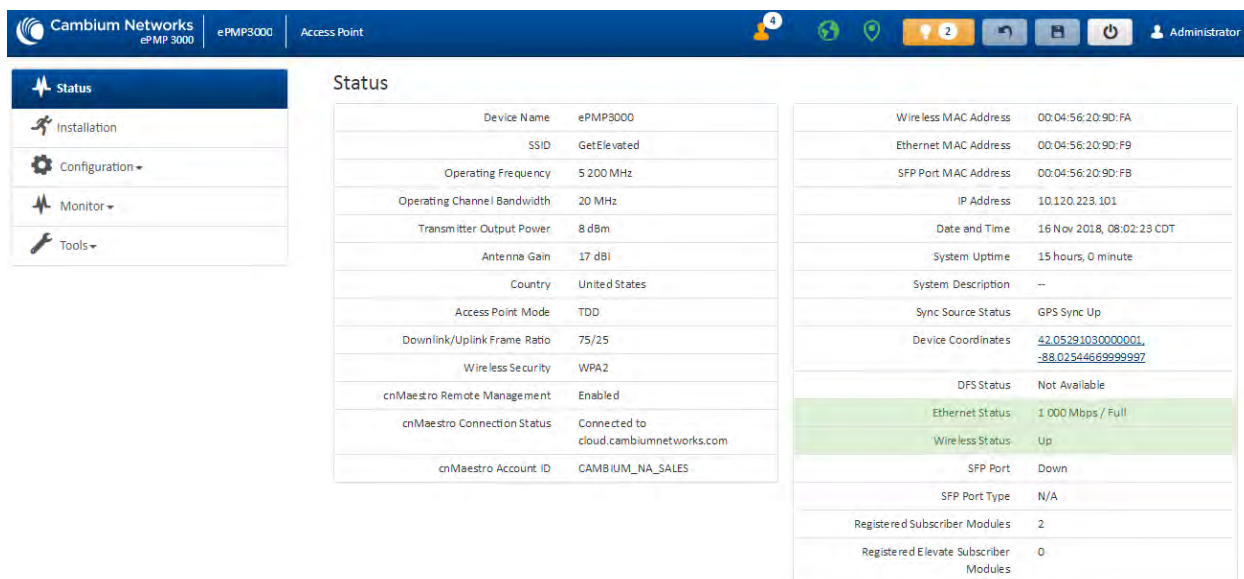 Cambium Networks
ePMP 3000
ePMP3000
Access Point
4
2
Administrator
Status
Installation
Configuration
Monitor
Tools
Status
Device Name ePMP3000
SSID GetElevated
Operating Frequency 5 200 MHz
Operating Channel Bandwidth 20 MHz
Transmitter Output Power 8 dBm
Antenna Gain 17 dBi
Country United States
Access Point Mode TDD
Downlink/Uplink Frame Ratio 75/25
Wireless Security WPA2
cnMaestro Remote Management Enabled
cnMaestro Connection Status Connected to
cloud.cambiumnetworks.com
cnMaestro Account ID CAMBIUM_NA_SALES
Wireless MAC Address 00:04:56:20:9D:FA
Ethernet MAC Address 00:04:56:20:9D:F9
SFP Port MAC Address 00:04:56:20:9D:FB
IP Address 10.120.223.101
Date and Time 16 Nov 2018, 08:02:23 CDT
System Uptime 15 hours, 0 minute
System Description --
Sync Source Status GPS Sync Up
Device Coordinates 42.05291030000001,
-88.02544669999997
DFS Status Not Available
Ethernet Status 1 000 Mbps / Full
Wireless Status Up
SFP Port Down
SFP Port Type N/A
Registered Subscriber Modules 2
Registered Elevate Subscriber 0
Modules